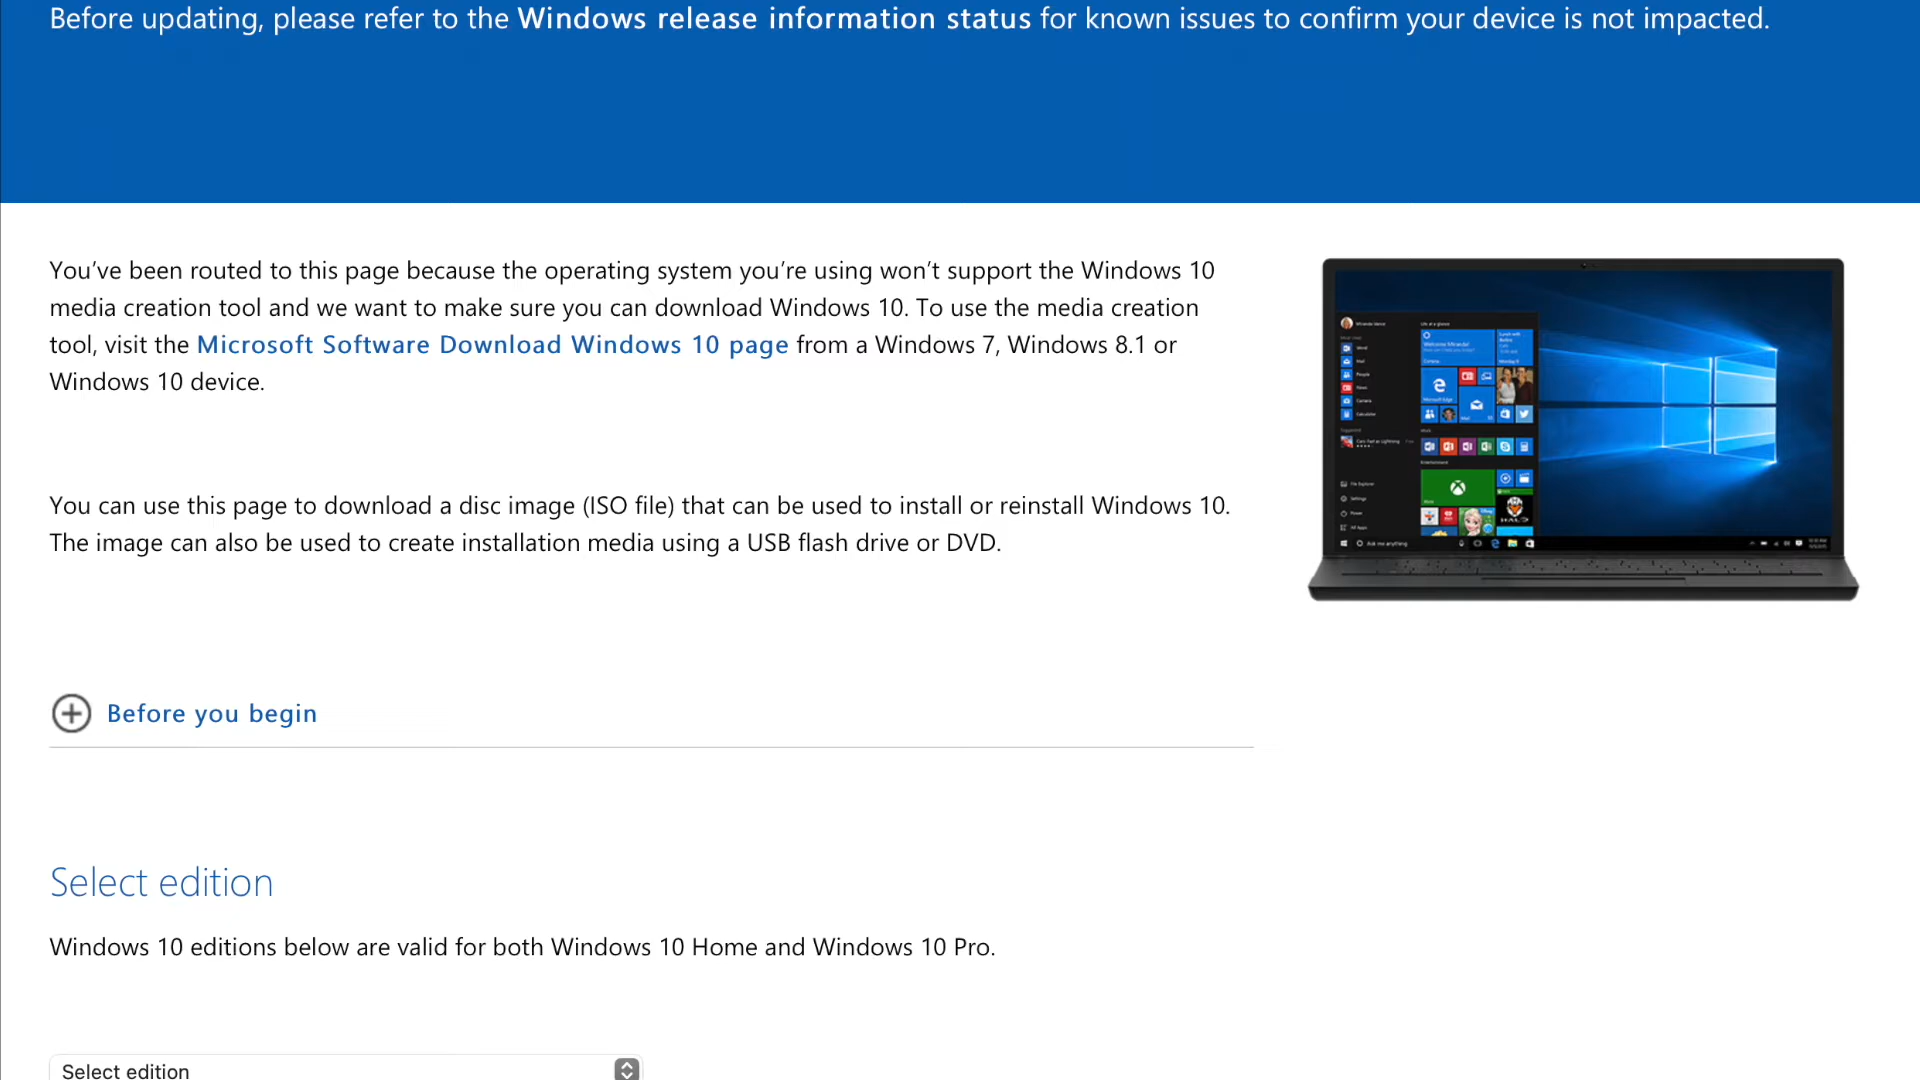 Before updating, please refer to the Windows release information status for known issues to confirm your device is not impacted.
You’ve been routed to this page because the operating system you’re using won’t support the Windows 10
media creation tool and we want to make sure you can download Windows 10. To use the media creation
tool, visit the Microsoft Software Download Windows 10 page from a Windows 7, Windows 8.1 or
Windows 10 device.
You can use this page to download a disc image (ISO file) that can be used to install or reinstall Windows 10.
The image can also be used to create installation media using a USB flash drive or DVD.
Before you begin
Select edition
Windows 10 editions below are valid for both Windows 10 Home and Windows 10 Pro.
Select edition